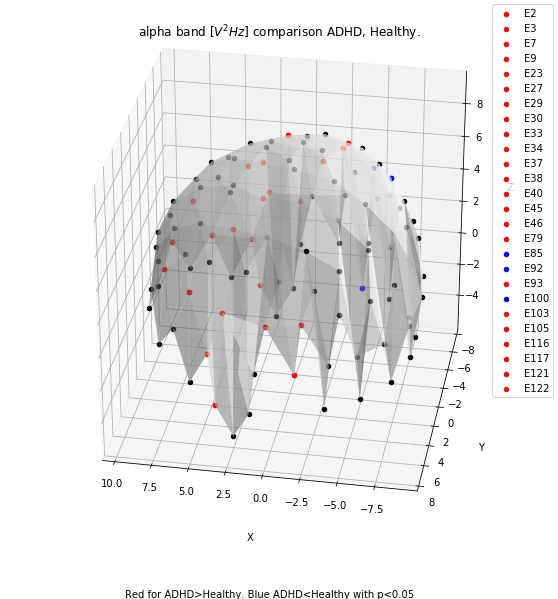 alpha band [V²Hz] comparison ADHD, Healthy.
E2
E3
E7
E9
E23
E27
E29
E30
E33
E34
E37
E38
E40
E45
E46
E79
E85
E92
E93
E100
E103
E105
E116
E117
E121
E122
Z
8
6
4
2
0
−2
−4
−8
−6
−4
−2
0
2
4
6
8
Y
10.0
7.5
5.0
2.5
0.0
−2.5
−5.0
−7.5
X
Red for ADHD>Healthy. Blue ADHD<Healthy with p<0.05